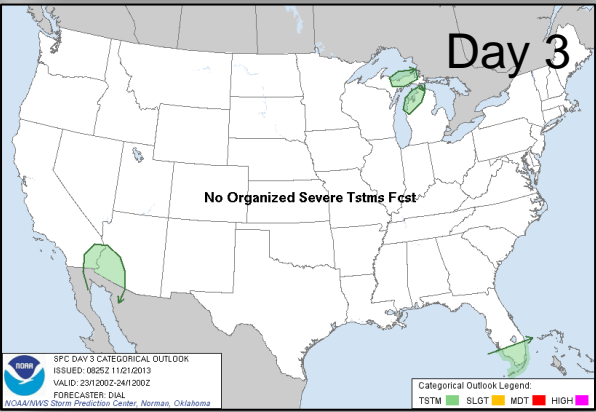 Day 3
No Organized Severe Tstms Fcst
NOAA
SPC DAY 3 CATEGORICAL OUTLOOK
ISSUED: 0825Z 11/21/2013
VALID: 23/1200Z-24/1200Z
FORECASTER: DIAL
NOAA/NWS Storm Prediction Center, Norman, Oklahoma
Categorical Outlook Legend:
TSTM SLGT MDT HIGH